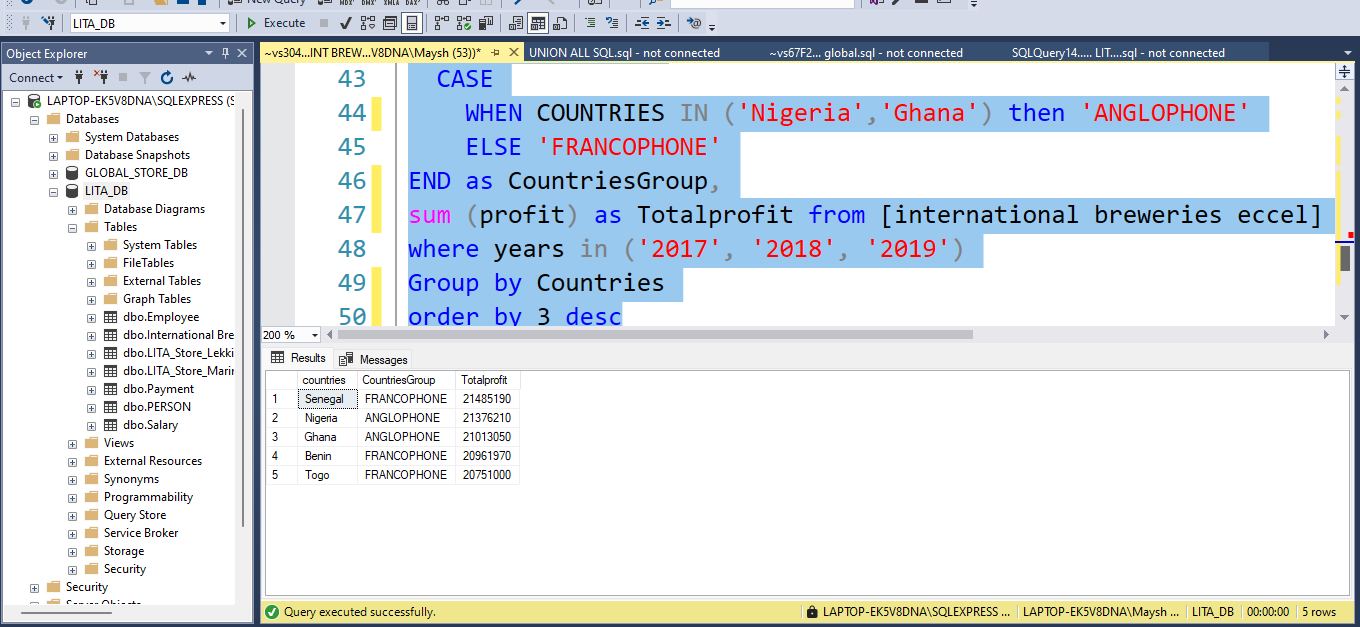 New Query
LITA_DB
Execute
Object Explorer
Connect
LAPTOP-EK5V8DNA\SQLEXPRESS (S
Databases
System Databases
Database Snapshots
GLOBAL_STORE_DB
LITA_DB
Database Diagrams
Tables
System Tables
FileTables
External Tables
Graph Tables
dbo.Employee
dbo.International Bre
dbo.LITA_Store_Lekki
dbo.LITA_Store_Marin
dbo.Payment
dbo.PERSON
dbo.Salary
Views
External Resources
Synonyms
Programmability
Query Store
Service Broker
Storage
Security
Security
Server Objects
~vs304...INT BREW...V8DNA\Maysh (53))* UNION ALL SQL.sql - not connected ~vs67F2... global.sql - not connected SQLQuery14..... LIT....sql - not connected
43 CASE
44 WHEN COUNTRIES IN ('Nigeria','Ghana') then 'ANGLOPHONE'
45 ELSE 'FRANCOPHONE'
46 END as CountriesGroup,
47 sum (profit) as Totalprofit from [international breweries eccel]
48 where years in ('2017', '2018', '2019')
49 Group by Countries
50 order by 3 desc
200 %
Results Messages
countries CountriesGroup Totalprofit
1 Senegal FRANCOPHONE 21485190
2 Nigeria ANGLOPHONE 21376210
3 Ghana ANGLOPHONE 21013050
4 Benin FRANCOPHONE 20961970
5 Togo FRANCOPHONE 20751000
Query executed successfully. LAPTOP-EK5V8DNA\SQLEXPRESS ... LAPTOP-EK5V8DNA\Maysh ... LITA_DB 00:00:00 5 rows